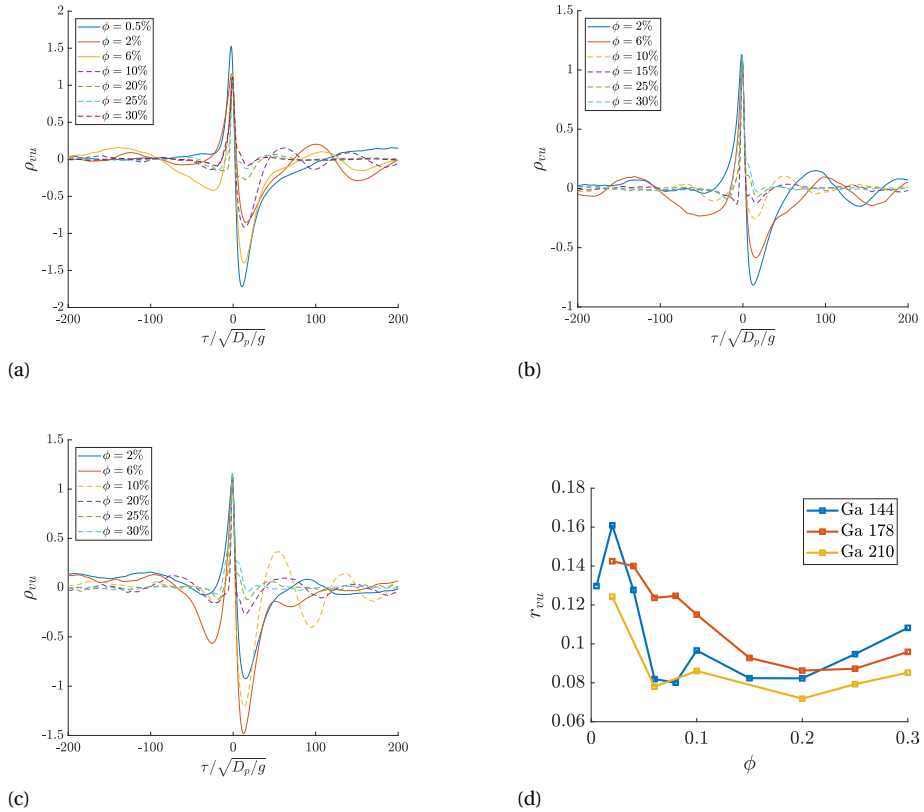 2
1.5
1
0.5
0
-0.5
-1
-1.5
-2
ρvu
ϕ = 0.5%
ϕ = 2%
ϕ = 6%
ϕ = 10%
ϕ = 20%
ϕ = 25%
ϕ = 30%
-200
-100
0
100
200
τ/√Dp/g
(a)
1.5
1
0.5
0
-0.5
-1
ρvu
ϕ = 2%
ϕ = 6%
ϕ = 10%
ϕ = 15%
ϕ = 25%
ϕ = 30%
-200
-100
0
100
200
τ/√Dp/g
(b)
1.5
1
0.5
0
-0.5
-1
-1.5
ρvu
ϕ = 2%
ϕ = 6%
ϕ = 10%
ϕ = 20%
ϕ = 25%
ϕ = 30%
-200
-100
0
100
200
τ/√Dp/g
(c)
0.18
0.16
0.14
0.12
0.1
0.08
0.06
rvu
Ga 144
Ga 178
Ga 210
0
0.1
0.2
0.3
ϕ
(d)